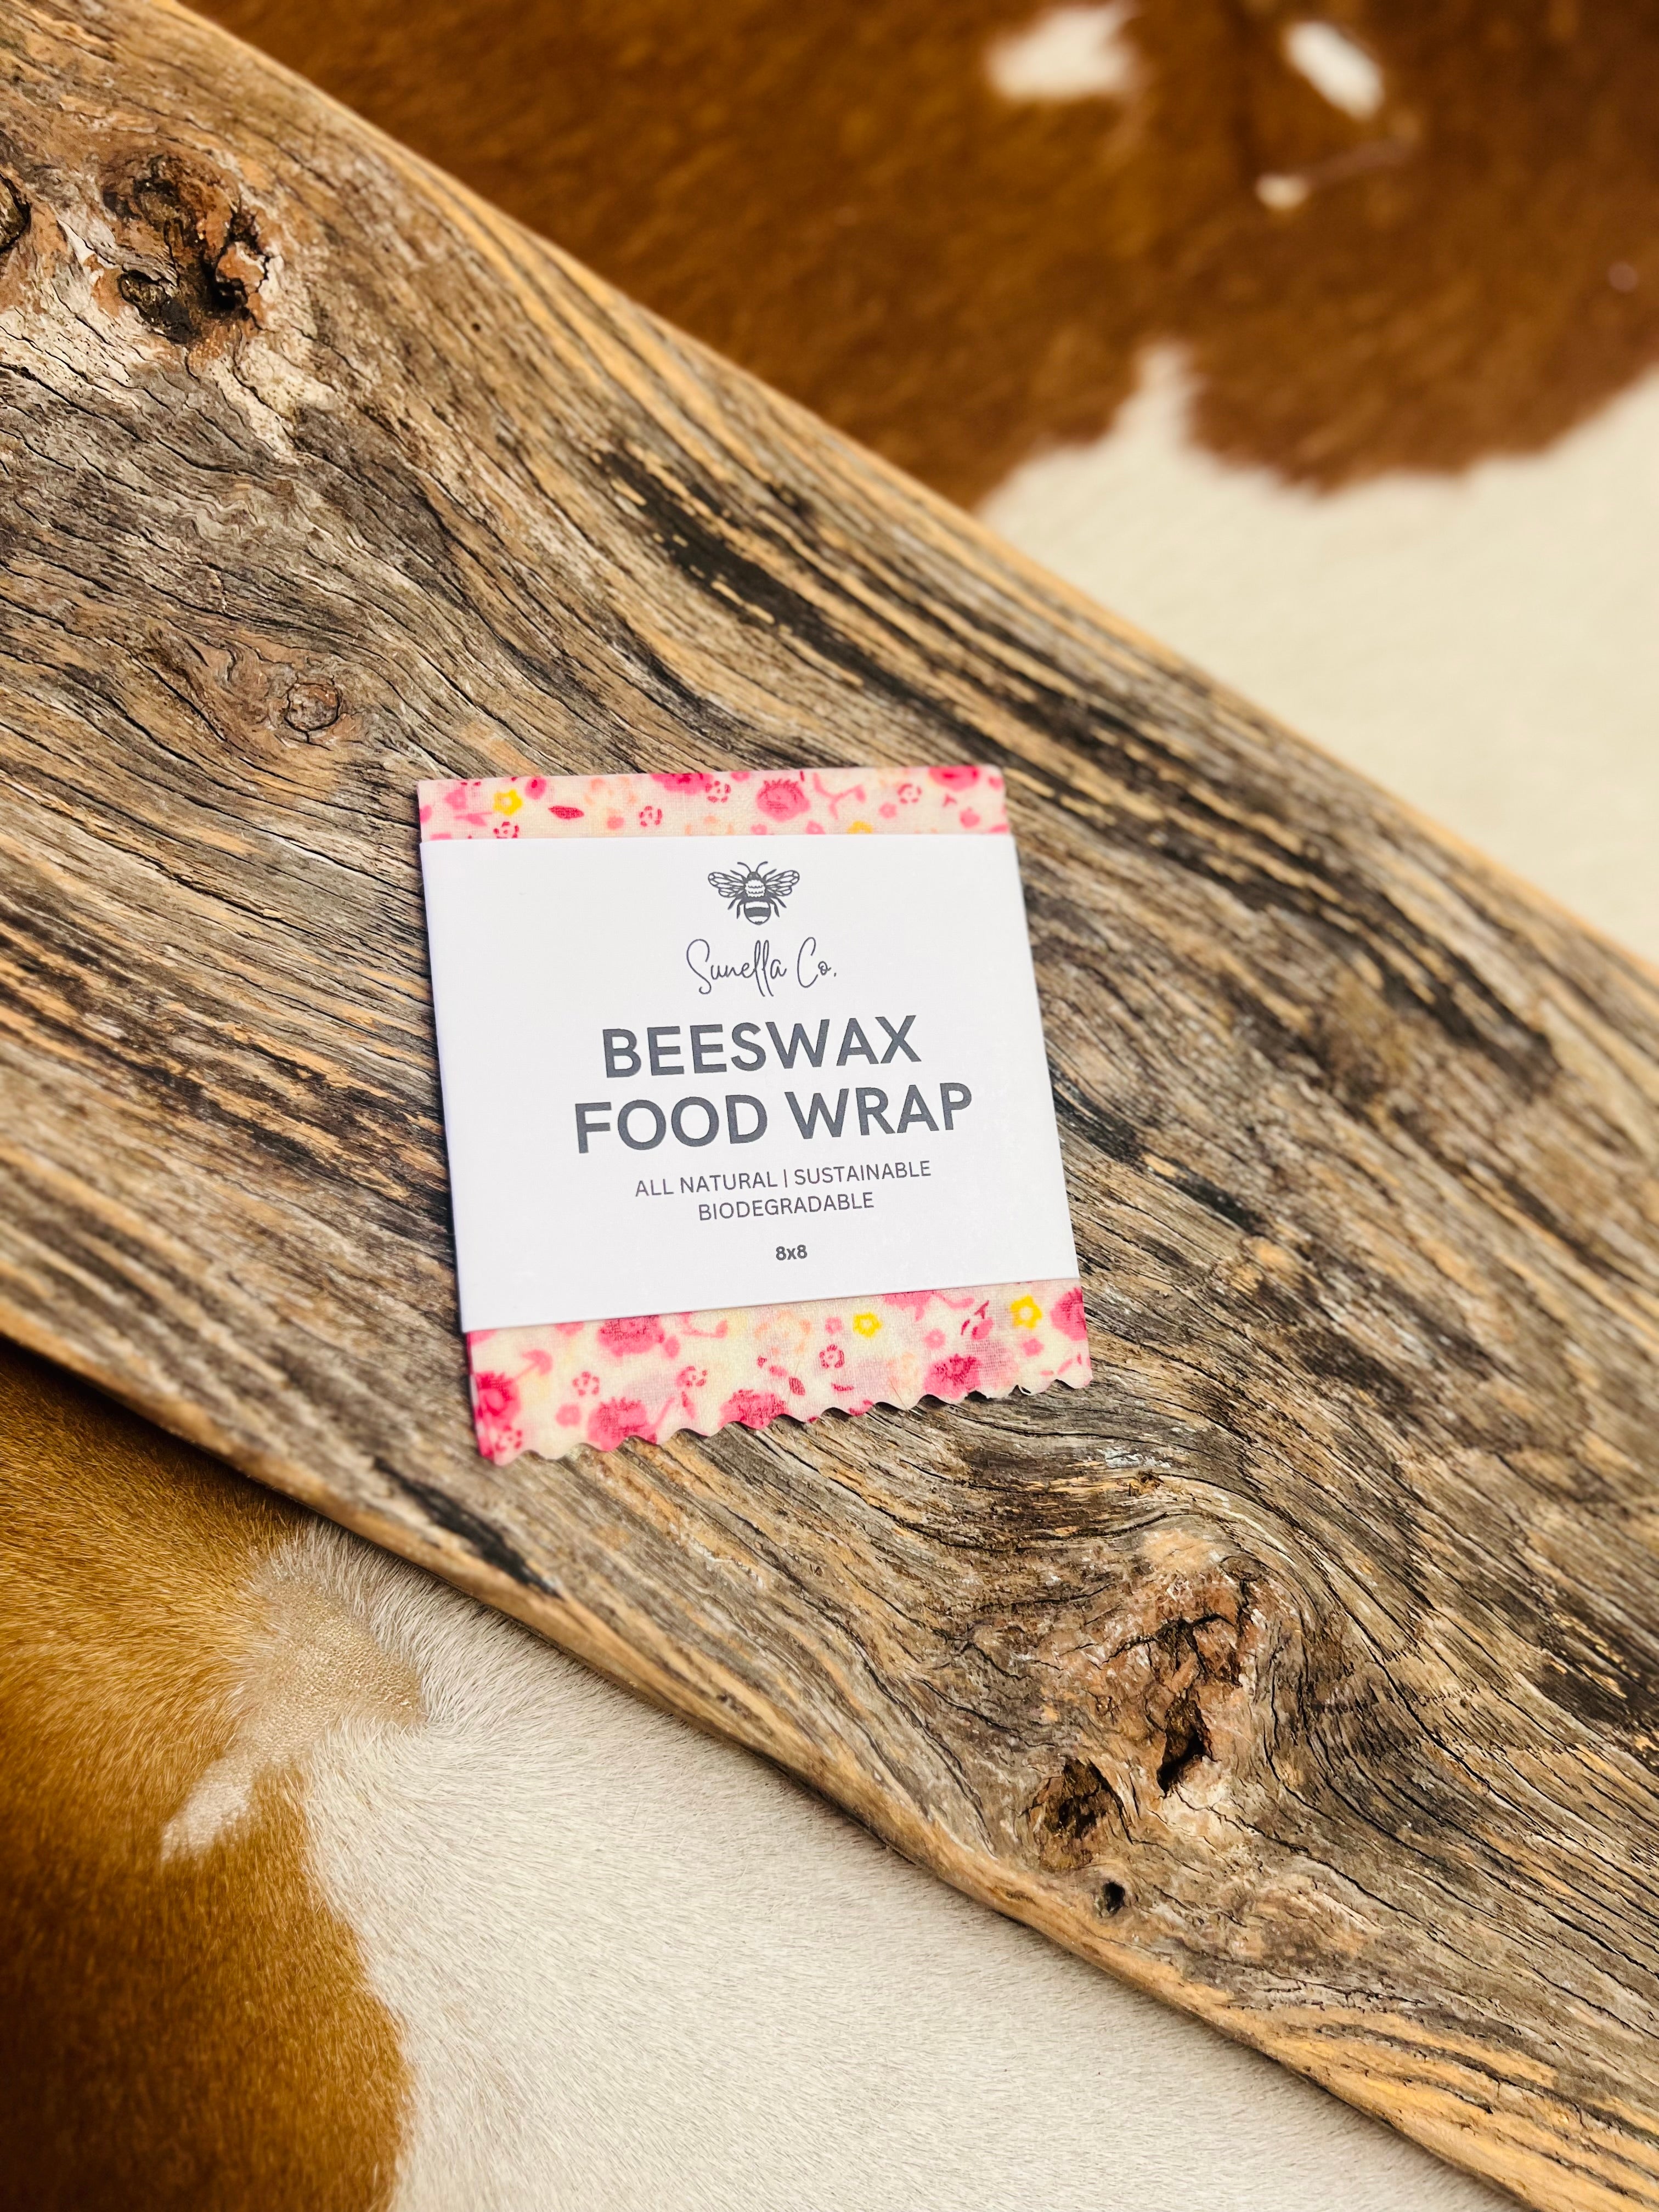 Sunella Co.
BEESWAX
FOOD WRAP
ALL NATURAL | SUSTAINABLE
BIODEGRADABLE
8x8